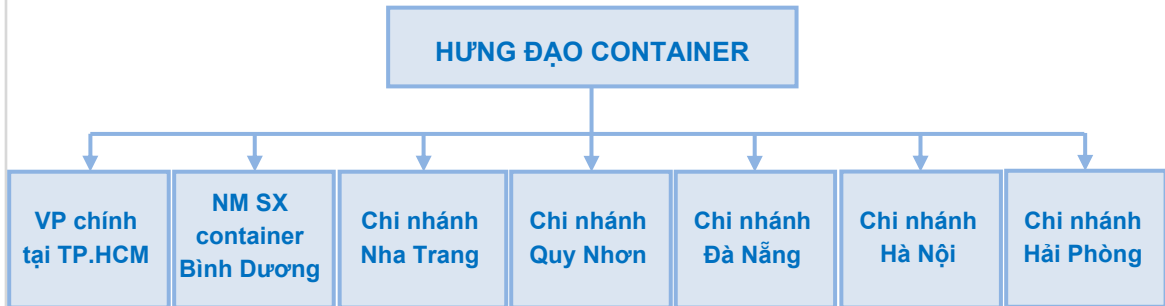 HƯNG ĐẠO CONTAINER
VP chính
tại TP.HCM
NM SX
container
Bình Dương
Chi nhánh
Nha Trang
Chi nhánh
Quy Nhơn
Chi nhánh
Đà Nẵng
Chi nhánh
Hà Nội
Chi nhánh
Hải Phòng